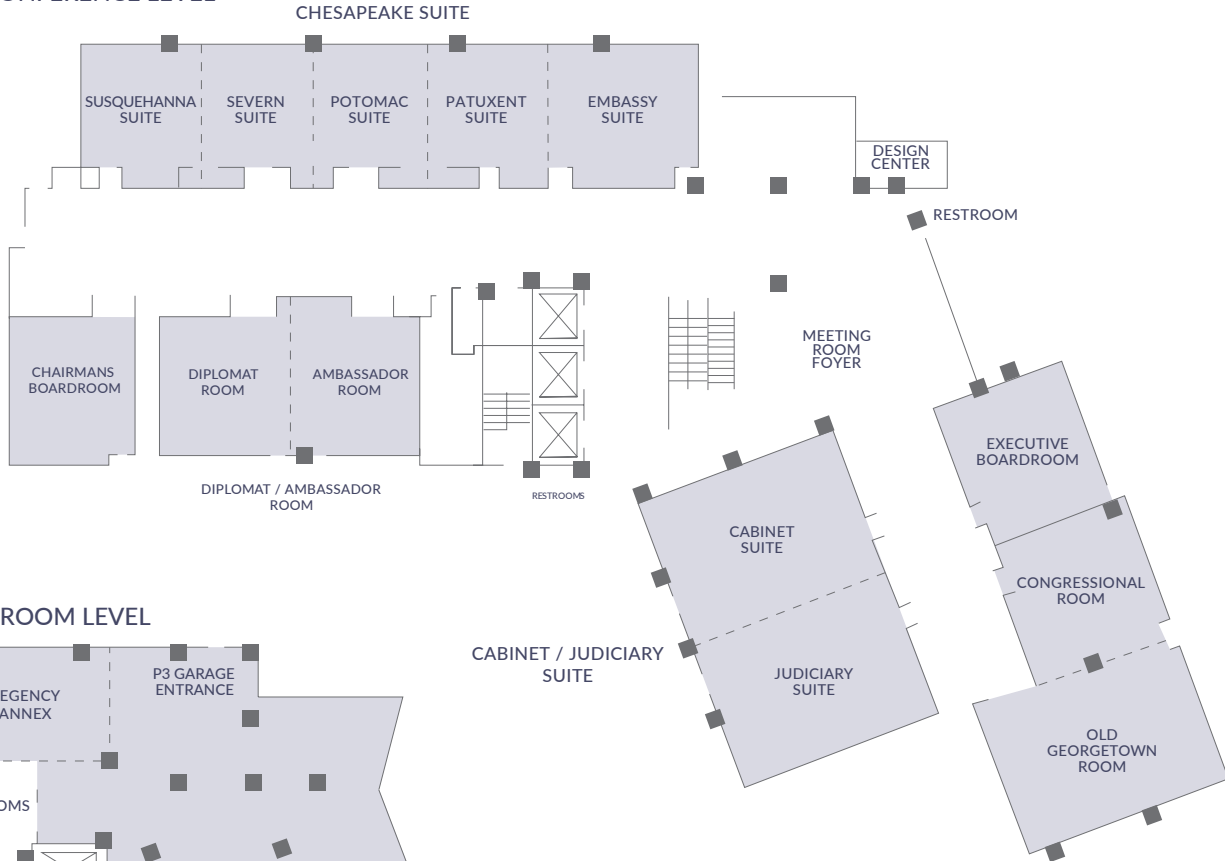 CHESAPEAKE SUITE
SUSQUEHANNA
SUITE
SEVERN
SUITE
POTOMAC
SUITE
PATUXENT
SUITE
EMBASSY
SUITE
DESIGN
CENTER
RESTROOM
MEETING
ROOM
FOYER
CHAIRMANS
BOARDROOM
DIPLOMAT
ROOM
AMBASSADOR
ROOM
DIPLOMAT / AMBASSADOR
ROOM
RESTROOMS
EXECUTIVE
BOARDROOM
CABINET
SUITE
CONGRESSIONAL
ROOM
CABINET / JUDICIARY
SUITE
JUDICIARY
SUITE
OLD
GEORGETOWN
ROOM
ROOM LEVEL
P3 GARAGE
ENTRANCE
EGENCY
ANNEX
OMS